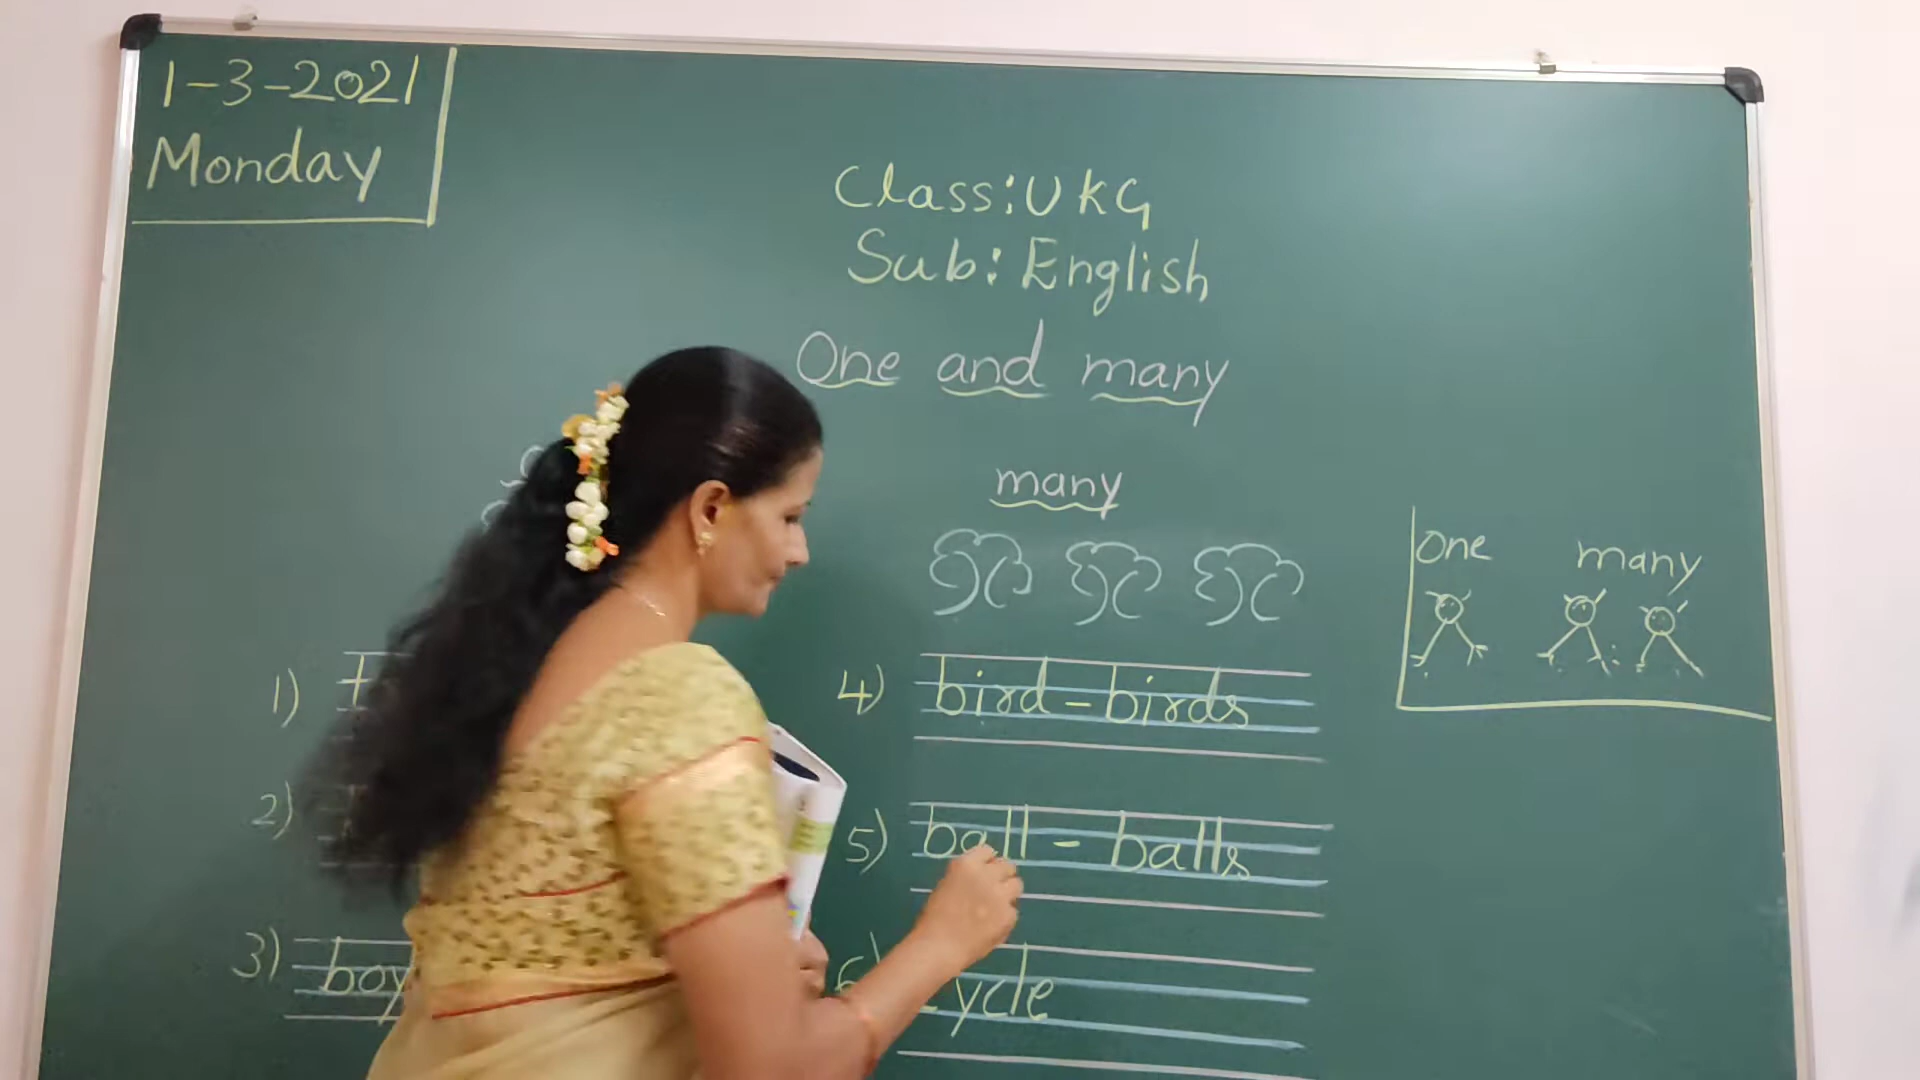 1-3-2021
Monday
Class: UKG
Sub: English
One and many
many
One many
1)
4) bird - birds
2)
5) ball - balls
3) boy
6) cycle